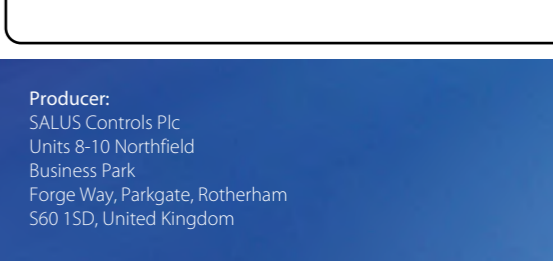 Producer:
SALUS Controls Plc
Units 8-10 Northfield
Business Park
Forge Way, Parkgate, Rotherham
S60 1SD, United Kingdom